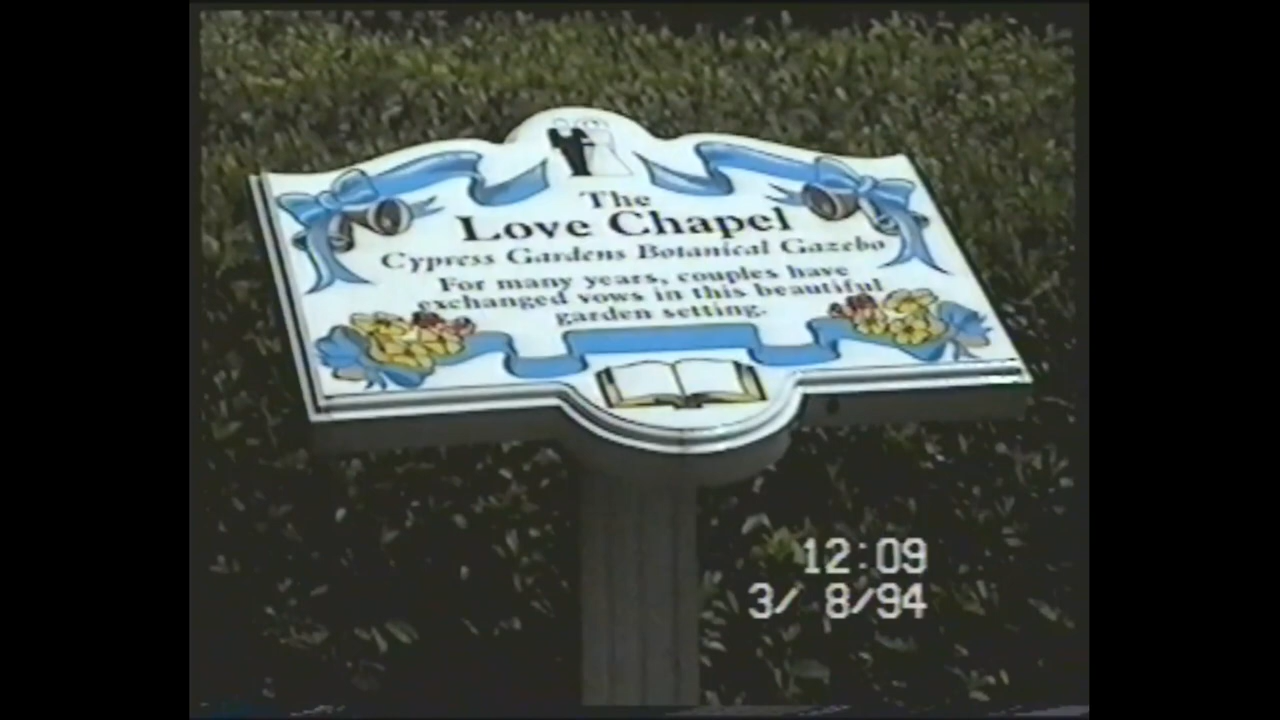 The
Love Chapel
Cypress Gardens Botanical Gazebo
For many years, couples have
exchanged vows in this beautiful
garden setting.
12:09
3/ 8/94